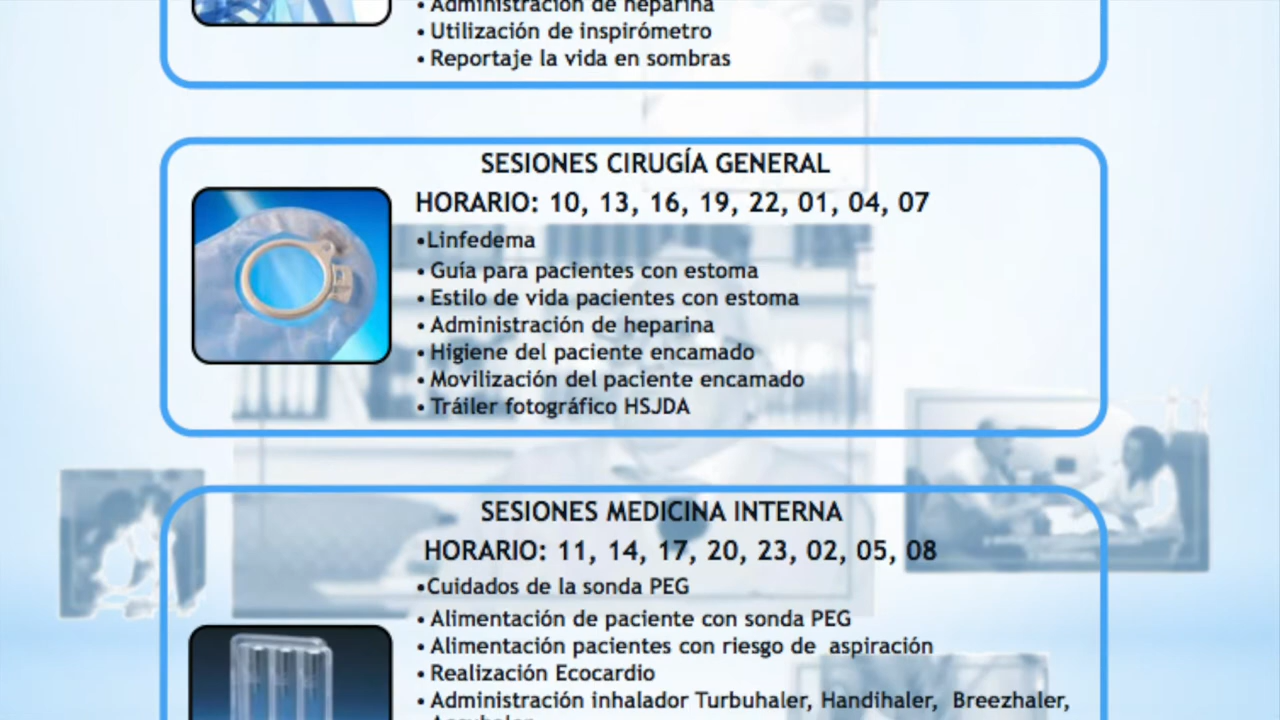 • Administración de heparina
• Utilización de inspirómetro
• Reportaje la vida en sombras
SESIONES CIRUGÍA GENERAL
HORARIO: 10, 13, 16, 19, 22, 01, 04, 07
•Linfedema
• Guía para pacientes con estoma
• Estilo de vida pacientes con estoma
• Administración de heparina
• Higiene del paciente encamado
• Movilización del paciente encamado
• Tráiler fotográfico HSJDA
SESIONES MEDICINA INTERNA
HORARIO: 11, 14, 17, 20, 23, 02, 05, 08
•Cuidados de la sonda PEG
• Alimentación de paciente con sonda PEG
• Alimentación pacientes con riesgo de  aspiración
• Realización Ecocardio
• Administración inhalador Turbuhaler, Handihaler,  Breezhaler,